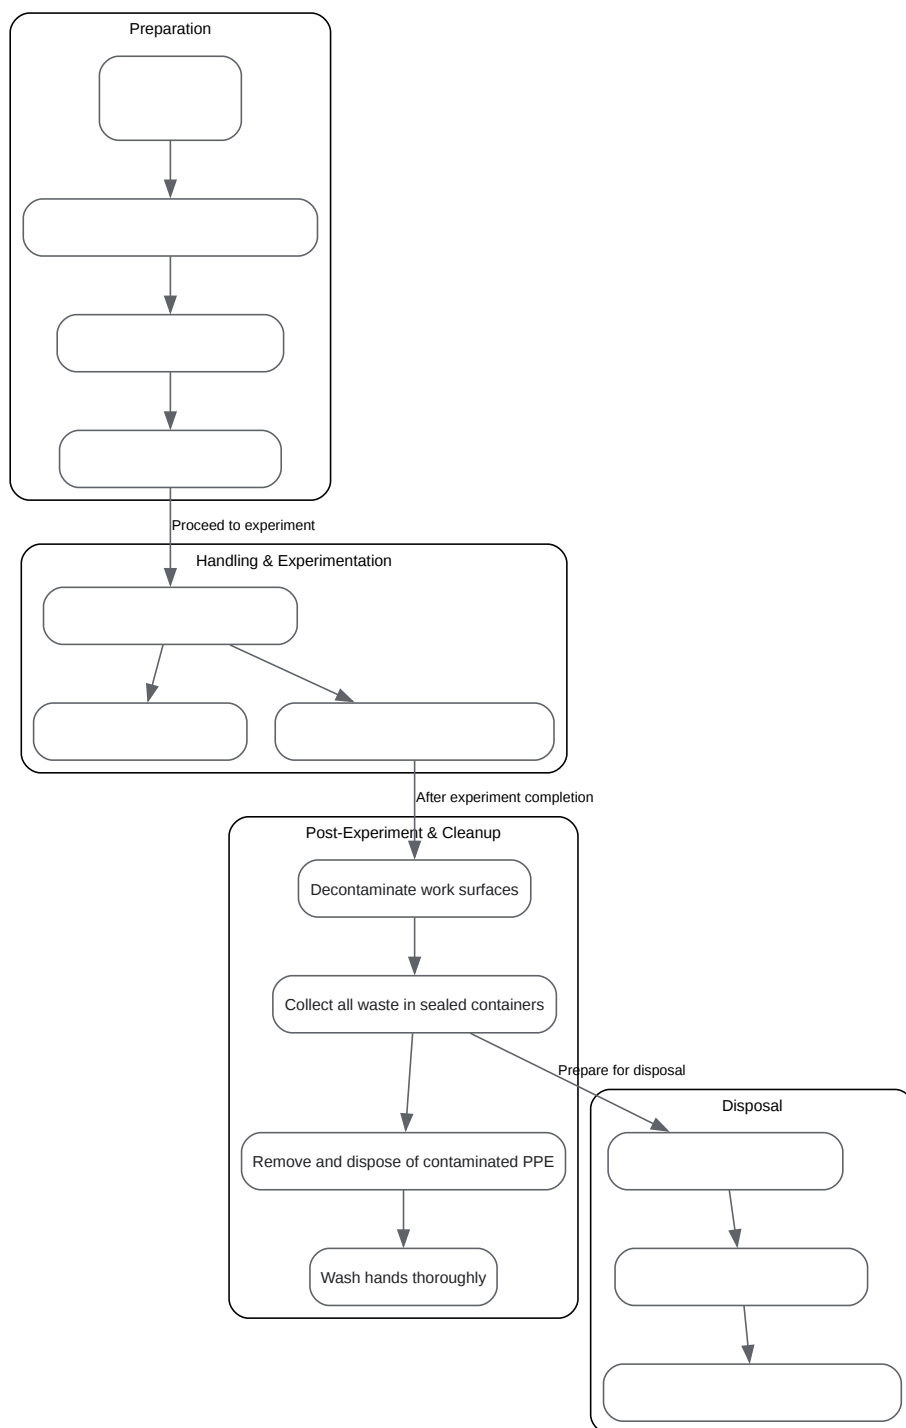 Preparation
Proceed to experiment
Handling & Experimentation
After experiment completion
Post-Experiment & Cleanup
Decontaminate work surfaces
Collect all waste in sealed containers
Prepare for disposal
Disposal
Remove and dispose of contaminated PPE
Wash hands thoroughly